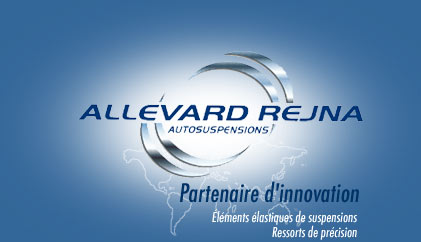 ALLEVARD REJNA
AUTOSUSPENSIONS
Partenaire d'innovation
Éléments élastiques de suspensions
Ressorts de précision